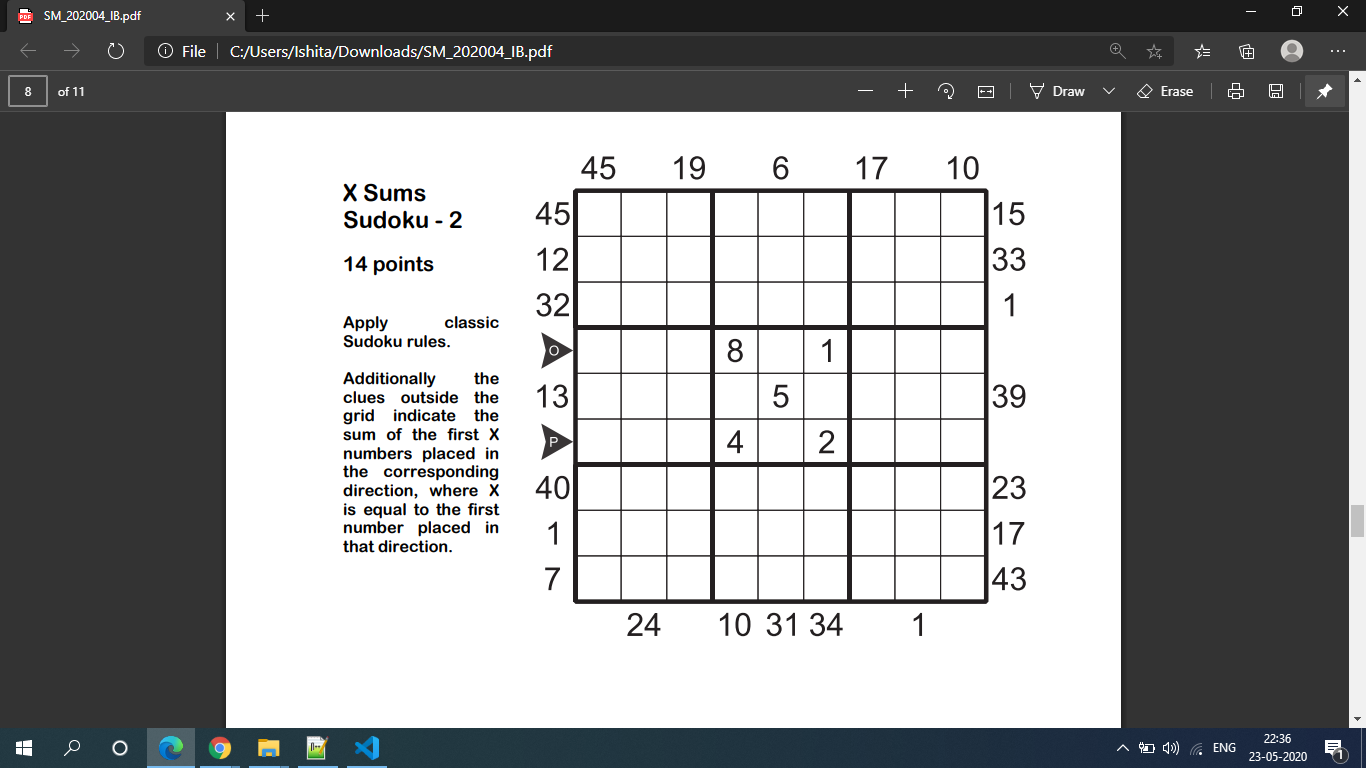 SM_202004_IB.pdf
File C:/Users/Ishita/Downloads/SM_202004_IB.pdf
8 of 11
Draw Erase
X Sums
Sudoku - 2
14 points
Apply classic
Sudoku rules.
Additionally the
clues outside the
grid indicate the
sum of the first X
numbers placed in
the corresponding
direction, where X
is equal to the first
number placed in
that direction.
45 19 6 17 10
45 15
12 33
32 1
O 8 1
13 5 39
P 4 2
40 23
1 17
7 43
24 10 31 34 1
ENG
22:36
23-05-2020
1